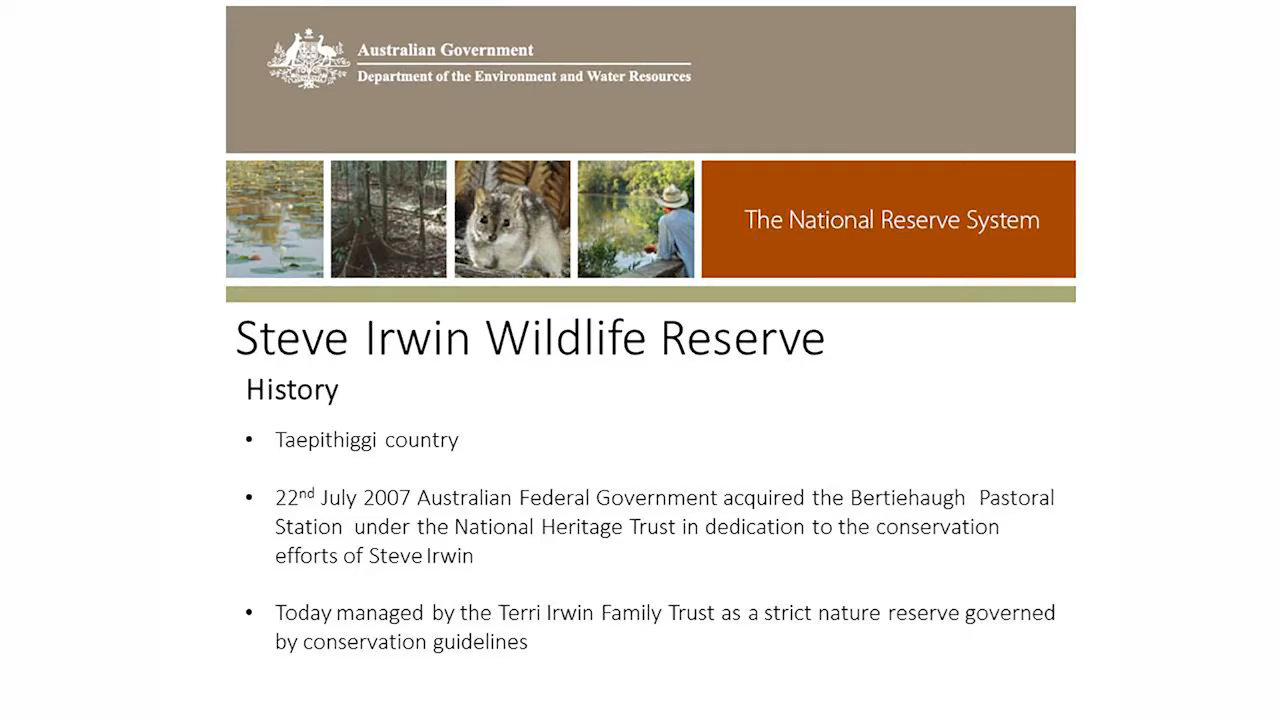 Australian Government
Department of the Environment and Water Resources
The National Reserve System
Steve Irwin Wildlife Reserve
History
• Taepithiggi country
• 22nd July 2007 Australian Federal Government acquired the Bertiehaugh Pastoral
Station under the National Heritage Trust in dedication to the conservation
efforts of Steve Irwin
• Today managed by the Terri Irwin Family Trust as a strict nature reserve governed
by conservation guidelines